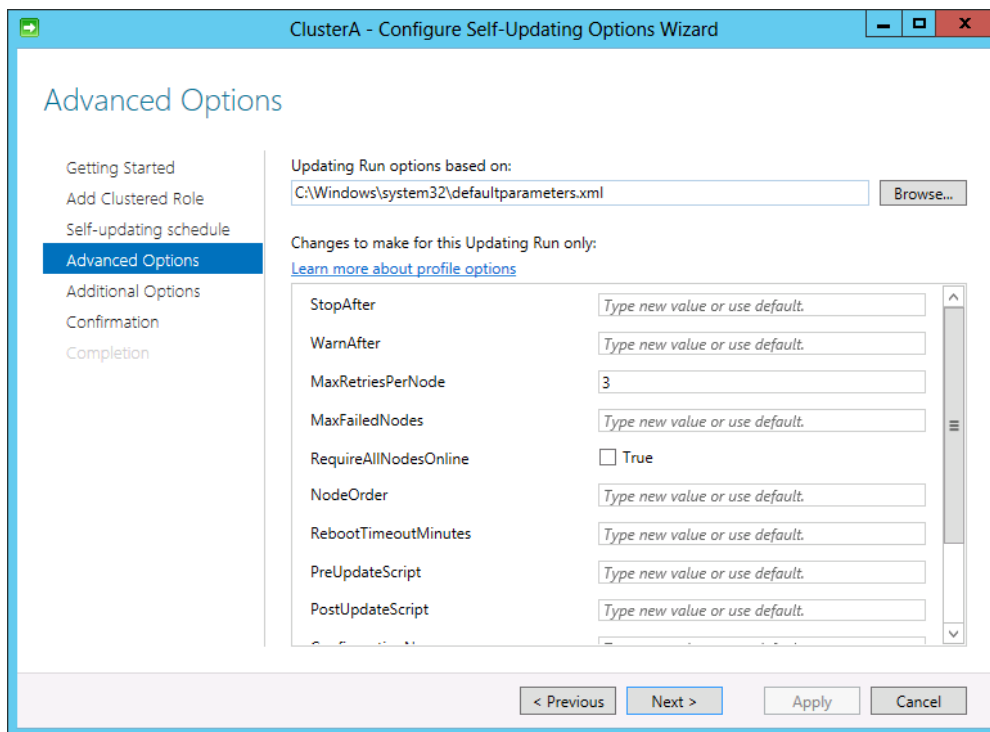 ClusterA - Configure Self-Updating Options Wizard
Advanced Options
Getting Started
Add Clustered Role
Self-updating schedule
Advanced Options
Additional Options
Confirmation
Completion
Updating Run options based on:
C:\Windows\system32\defaultparameters.xml
Browse...
Changes to make for this Updating Run only:
Learn more about profile options
StopAfter Type new value or use default.
WarnAfter Type new value or use default.
MaxRetriesPerNode 3
MaxFailedNodes Type new value or use default.
RequireAllNodesOnline True
NodeOrder Type new value or use default.
RebootTimeoutMinutes Type new value or use default.
PreUpdateScript Type new value or use default.
PostUpdateScript Type new value or use default.
< Previous Next > Apply Cancel